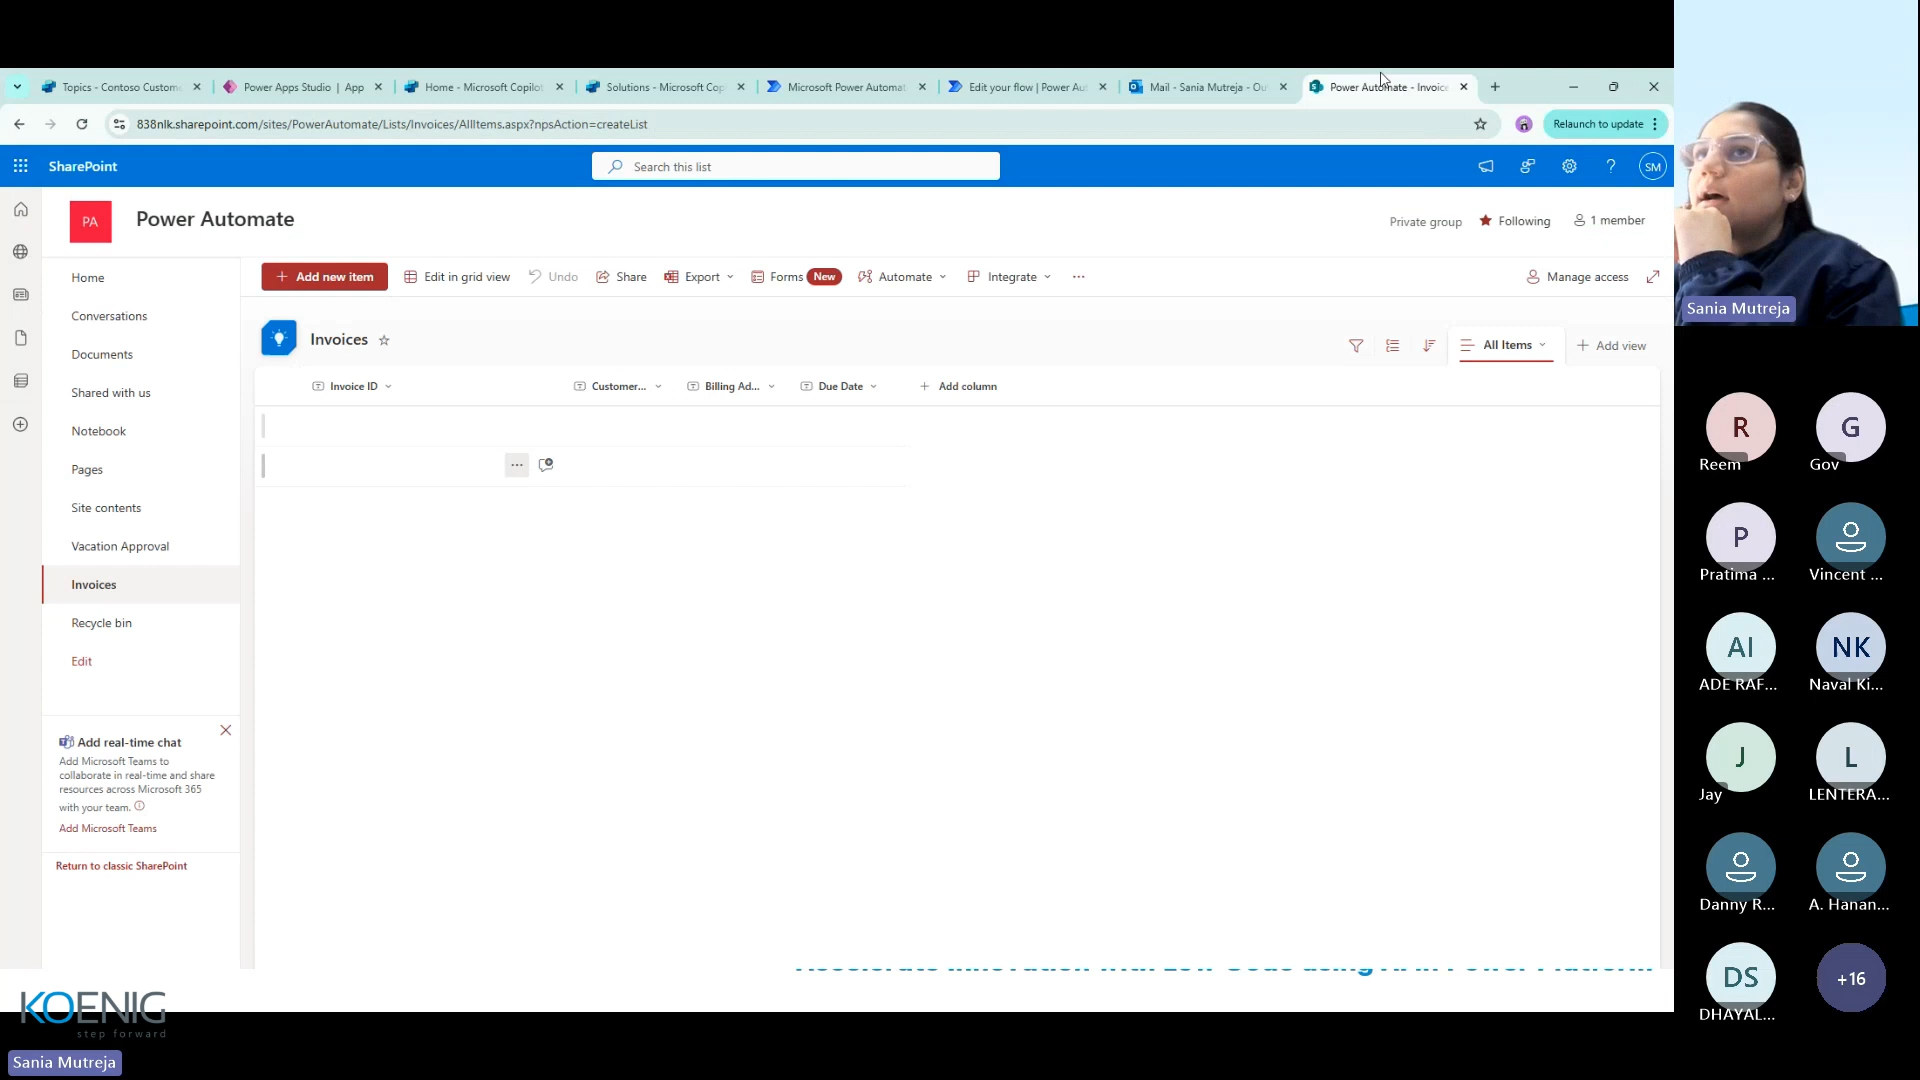 Topics - Contoso Custome
Power Apps Studio | App
Home - Microsoft Copilot
Solutions - Microsoft Cop
Microsoft Power Automat
Edit your flow | Power Au
Mail - Sania Mutreja - Ou
Power Automate - Invoice
838nlk.sharepoint.com/sites/PowerAutomate/Lists/Invoices/AllItems.aspx?npsAction=createList
Relaunch to update
SharePoint
Search this list
SM
PA
Power Automate
Private group
Following
1 member
Home
Conversations
Documents
Shared with us
Notebook
Pages
Site contents
Vacation Approval
Invoices
Recycle bin
Edit
Add real-time chat
Add Microsoft Teams to
collaborate in real-time and share
resources across Microsoft 365
with your team.
Add Microsoft Teams
Return to classic SharePoint
Add new item
Edit in grid view
Undo
Share
Export
Forms
New
Automate
Integrate
Manage access
Invoices
All Items
Add view
Invoice ID
Customer...
Billing Ad...
Due Date
Add column
KOENIG
step forward
Sania Mutreja
Sania Mutreja
R
Reem
G
Gov
P
Pratima ...
Vincent ...
AI
ADE RAF...
NK
Naval Ki...
J
Jay
L
LENTERA...
Danny R...
A. Hanan...
DS
DHAYAL...
+16